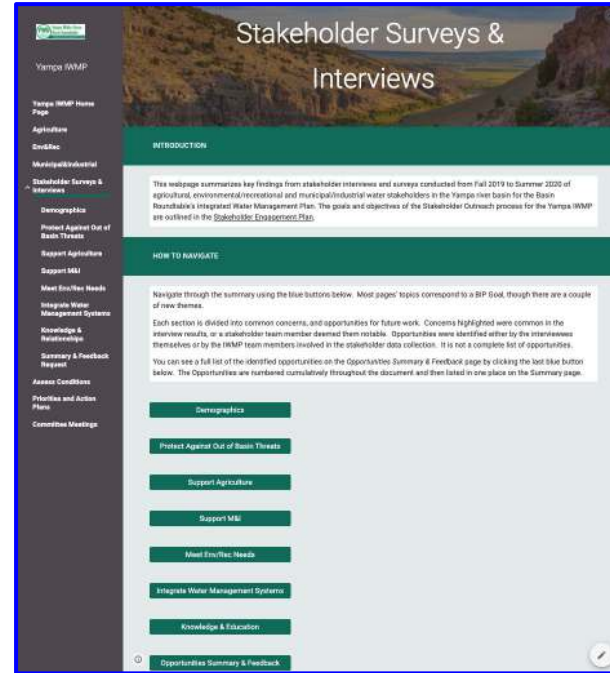 Stakeholder Surveys &
Interviews
Yampa IWMP
Yampa IWMP Home
Page
Agriculture
Env&Rec
Municipal&Industrial
Stakeholder Surveys &
Interviews
Demographics
Protect Against Out of
Basin Threats
Support Agriculture
Support M&I
Meet Env/Rec Needs
Integrate Water
Management Systems
Knowledge &
Relationships
Summary & Feedback
Request
Assess Conditions
Priorities and Action
Plans
Committee Meetings
INTRODUCTION
This webpage summarizes key findings from stakeholder interviews and surveys conducted from Fall 2019 to Summer 2020 of
agricultural, environmental/recreational and municipal/industrial water stakeholders in the Yampa river basin for the Basin
Roundtable's Integrated Water Management Plan. The goals and objectives of the Stakeholder Outreach process for the Yampa IWMP
are outlined in the Stakeholder Engagement Plan.
HOW TO NAVIGATE
Navigate through the summary using the blue buttons below. Most pages' topics correspond to a BIP Goal, though there are a couple
of new themes.
Each section is divided into common concerns, and opportunities for future work. Concerns highlighted were common in the
interview results, or a stakeholder team member deemed them notable. Opportunities were identified either by the interviewees
themselves or by the IWMP team members involved in the stakeholder data collection. It is not a complete list of opportunities.
You can see a full list of the identified opportunities on the Opportunities Summary & Feedback page by clicking the last blue button
below. The Opportunities are numbered cumulatively throughout the document and then listed in one place on the Summary page.
Demographics
Protect Against Out of Basin Threats
Support Agriculture
Support M&I
Meet Env/Rec Needs
Integrate Water Management Systems
Knowledge & Education
Opportunities Summary & Feedback